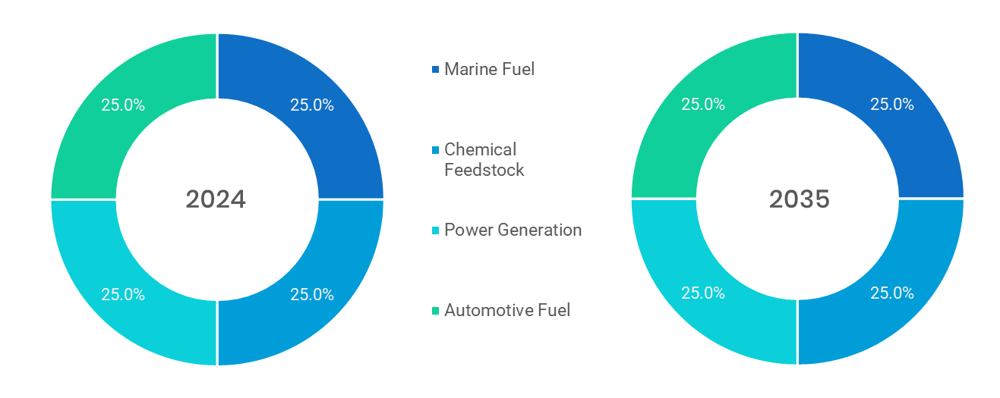 25.0%
25.0%
2024
25.0%
25.0%
Marine Fuel
Chemical
Feedstock
Power Generation
Automotive Fuel
25.0%
25.0%
2035
25.0%
25.0%